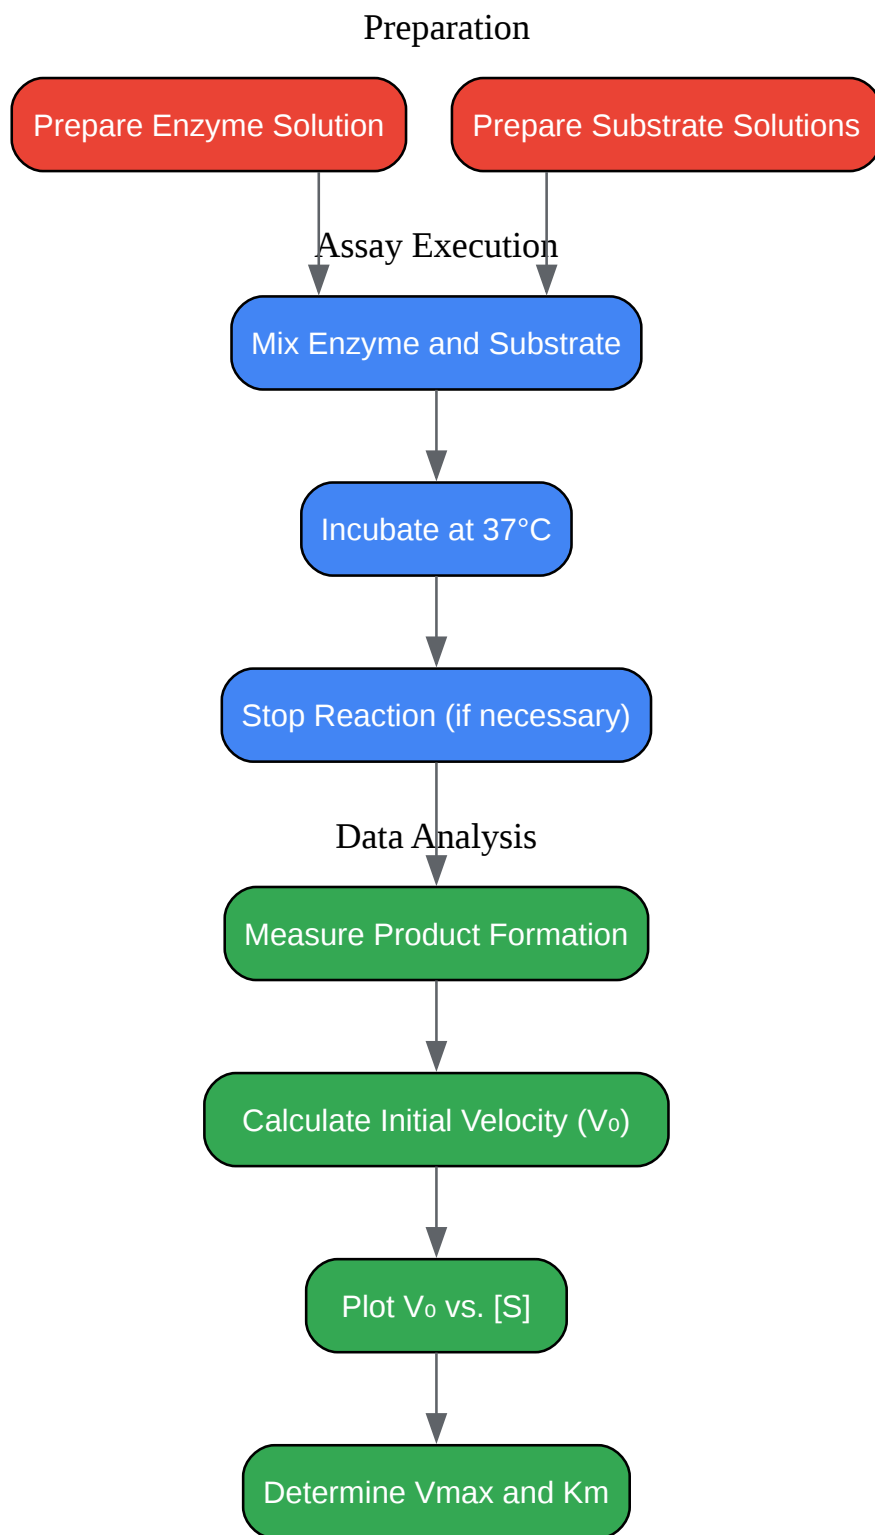 Preparation
Prepare Enzyme Solution
Prepare Substrate Solutions
Assay Execution
Mix Enzyme and Substrate
Incubate at 37°C
Stop Reaction (if necessary)
Data Analysis
Measure Product Formation
Calculate Initial Velocity (V₀)
Plot V₀ vs. [S]
Determine Vmax and Km